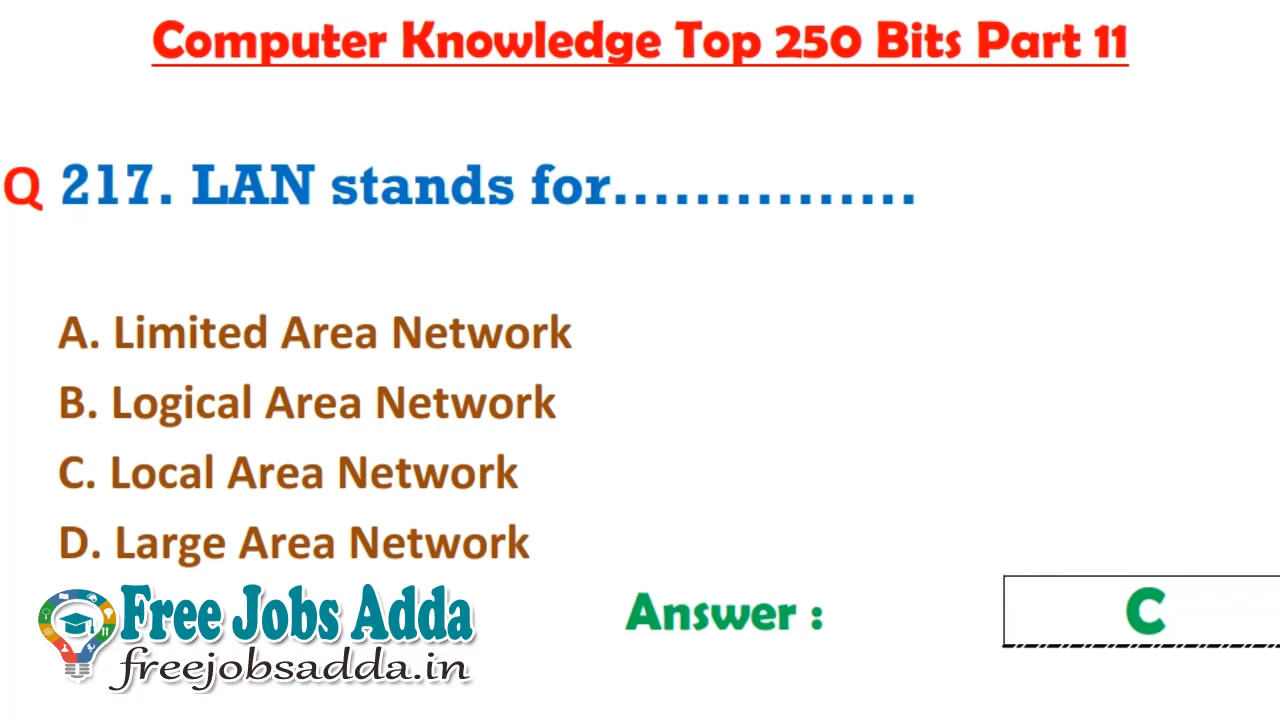 Computer Knowledge Top 250 Bits Part 11
Q 217. LAN stands for...............
A. Limited Area Network
B. Logical Area Network
C. Local Area Network
D. Large Area Network
Free Jobs Adda
freejobsadda.in
Answer :
C